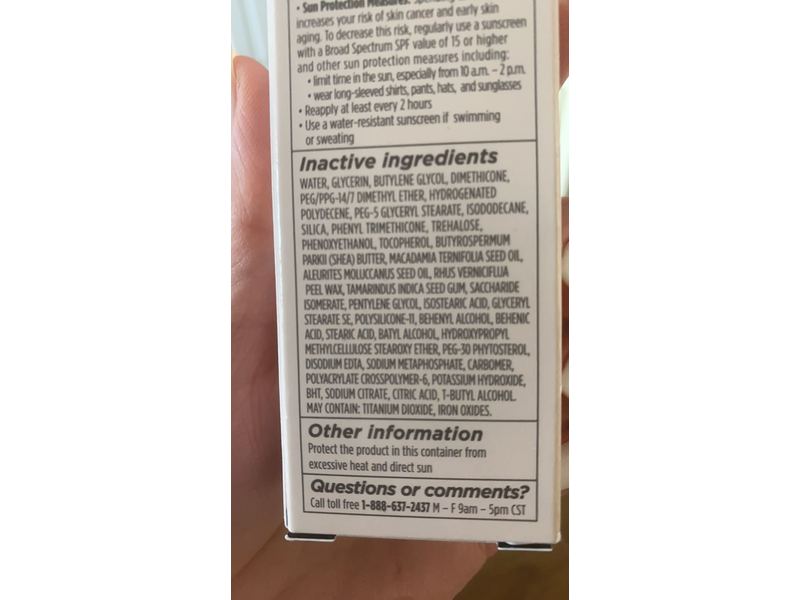 • Sun Protection Measures. Spending
increases your risk of skin cancer and early skin
aging. To decrease this risk, regularly use a sunscreen
with a Broad Spectrum SPF value of 15 or higher
and other sun protection measures including:
• limit time in the sun, especially from 10 a.m. – 2 p.m.
• wear long-sleeved shirts, pants, hats, and sunglasses
• Reapply at least every 2 hours
• Use a water-resistant sunscreen if swimming
or sweating
Inactive ingredients
WATER, GLYCERIN, BUTYLENE GLYCOL, DIMETHICONE,
PEG/PPG-14/7 DIMETHYL ETHER, HYDROGENATED
POLYDECENE, PEG-5 GLYCERYL STEARATE, ISODODECANE,
SILICA, PHENYL TRIMETHICONE, TREHALOSE,
PHENOXYETHANOL, TOCOPHEROL, BUTYROSPERMUM
PARKII (SHEA) BUTTER, MACADAMIA TERNIFOLIA SEED OIL,
ALEURITES MOLUCCANUS SEED OIL, RHUS VERNICIFLUA
PEEL WAX, TAMARINDUS INDICA SEED GUM, SACCHARIDE
ISOMERATE, PENTYLENE GLYCOL, ISOSTEARIC ACID, GLYCERYL
STEARATE SE, POLYSILICONE-11, BEHENYL ALCOHOL, BEHENIC
ACID, STEARIC ACID, BATYL ALCOHOL, HYDROXYPROPYL
METHYLCELLULOSE STEAROXY ETHER, PEG-30 PHYTOSTEROL,
DISODIUM EDTA, SODIUM METAPHOSPHATE, CARBOMER,
POLYACRYLATE CROSSPOLYMER-6, POTASSIUM HYDROXIDE,
BHT, SODIUM CITRATE, CITRIC ACID, T-BUTYL ALCOHOL.
MAY CONTAIN: TITANIUM DIOXIDE, IRON OXIDES.
Other information
Protect the product in this container from
excessive heat and direct sun
Questions or comments?
Call toll free 1-888-637-2437 M – F 9am – 5pm CST